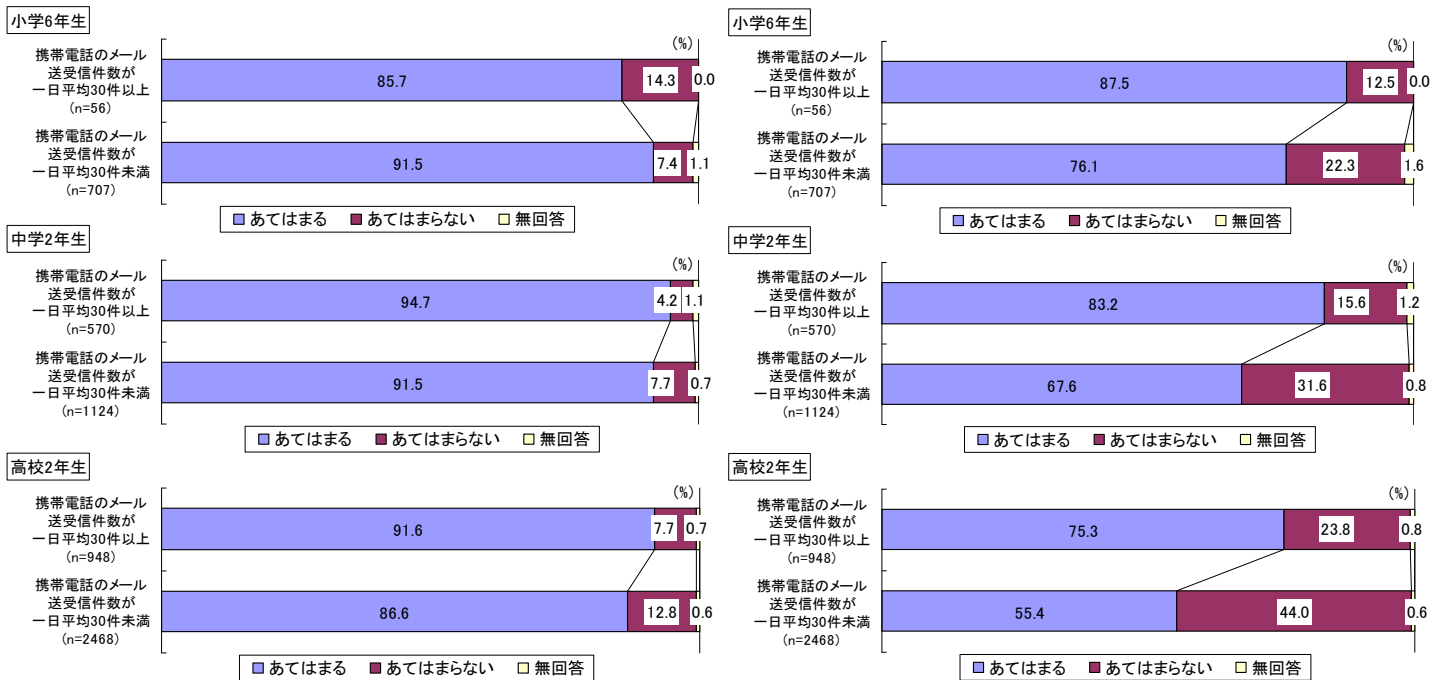 小学6年生
(%)
携帯電話のメール
送受信件数が
一日平均30件以上
(n=56)
85.7
14.3
0.0
携帯電話のメール
送受信件数が
一日平均30件未満
(n=707)
91.5
7.4
1.1
あてはまる あてはまらない 無回答
中学2年生
(%)
携帯電話のメール
送受信件数が
一日平均30件以上
(n=570)
94.7
4.2
1.1
携帯電話のメール
送受信件数が
一日平均30件未満
(n=1124)
91.5
7.7
0.7
あてはまる あてはまらない 無回答
高校2年生
(%)
携帯電話のメール
送受信件数が
一日平均30件以上
(n=948)
91.6
7.7
0.7
携帯電話のメール
送受信件数が
一日平均30件未満
(n=2468)
86.6
12.8
0.6
あてはまる あてはまらない 無回答
小学6年生
(%)
携帯電話のメール
送受信件数が
一日平均30件以上
(n=56)
87.5
12.5
0.0
携帯電話のメール
送受信件数が
一日平均30件未満
(n=707)
76.1
22.3
1.6
あてはまる あてはまらない 無回答
中学2年生
(%)
携帯電話のメール
送受信件数が
一日平均30件以上
(n=570)
83.2
15.6
1.2
携帯電話のメール
送受信件数が
一日平均30件未満
(n=1124)
67.6
31.6
0.8
あてはまる あてはまらない 無回答
高校2年生
(%)
携帯電話のメール
送受信件数が
一日平均30件以上
(n=948)
75.3
23.8
0.8
携帯電話のメール
送受信件数が
一日平均30件未満
(n=2468)
55.4
44.0
0.6
あてはまる あてはまらない 無回答